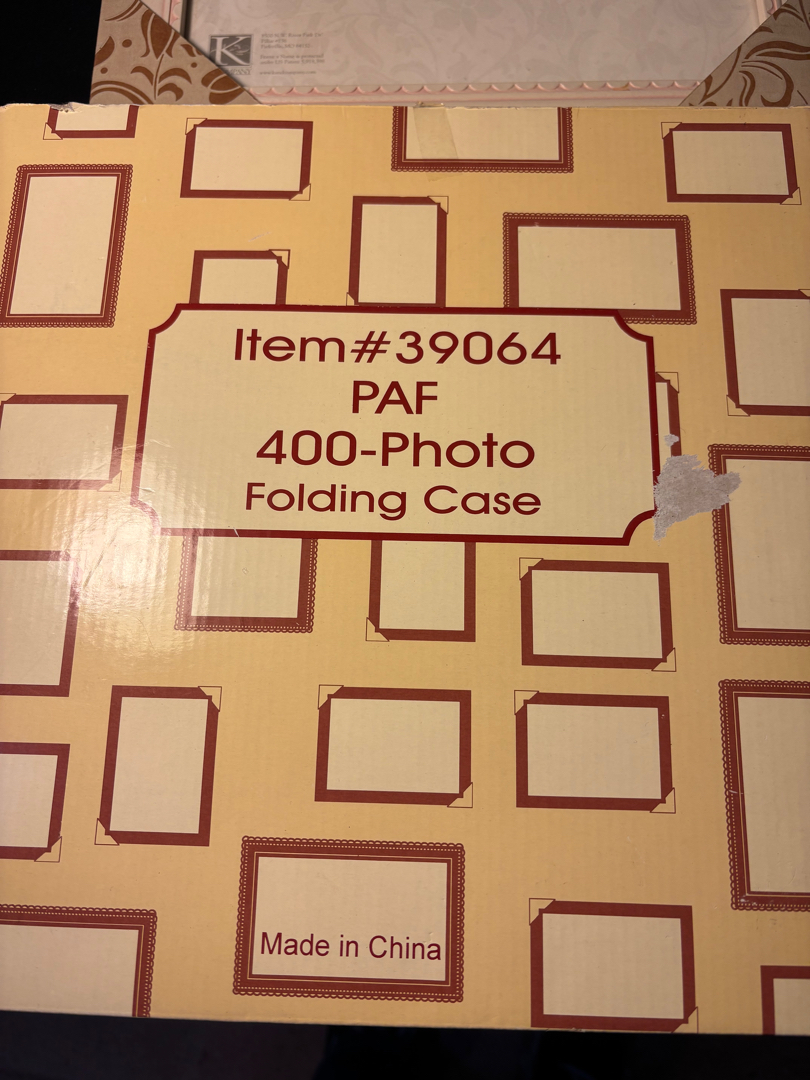 K
Item#39064
PAF
400-Photo
Folding Case
Made in China